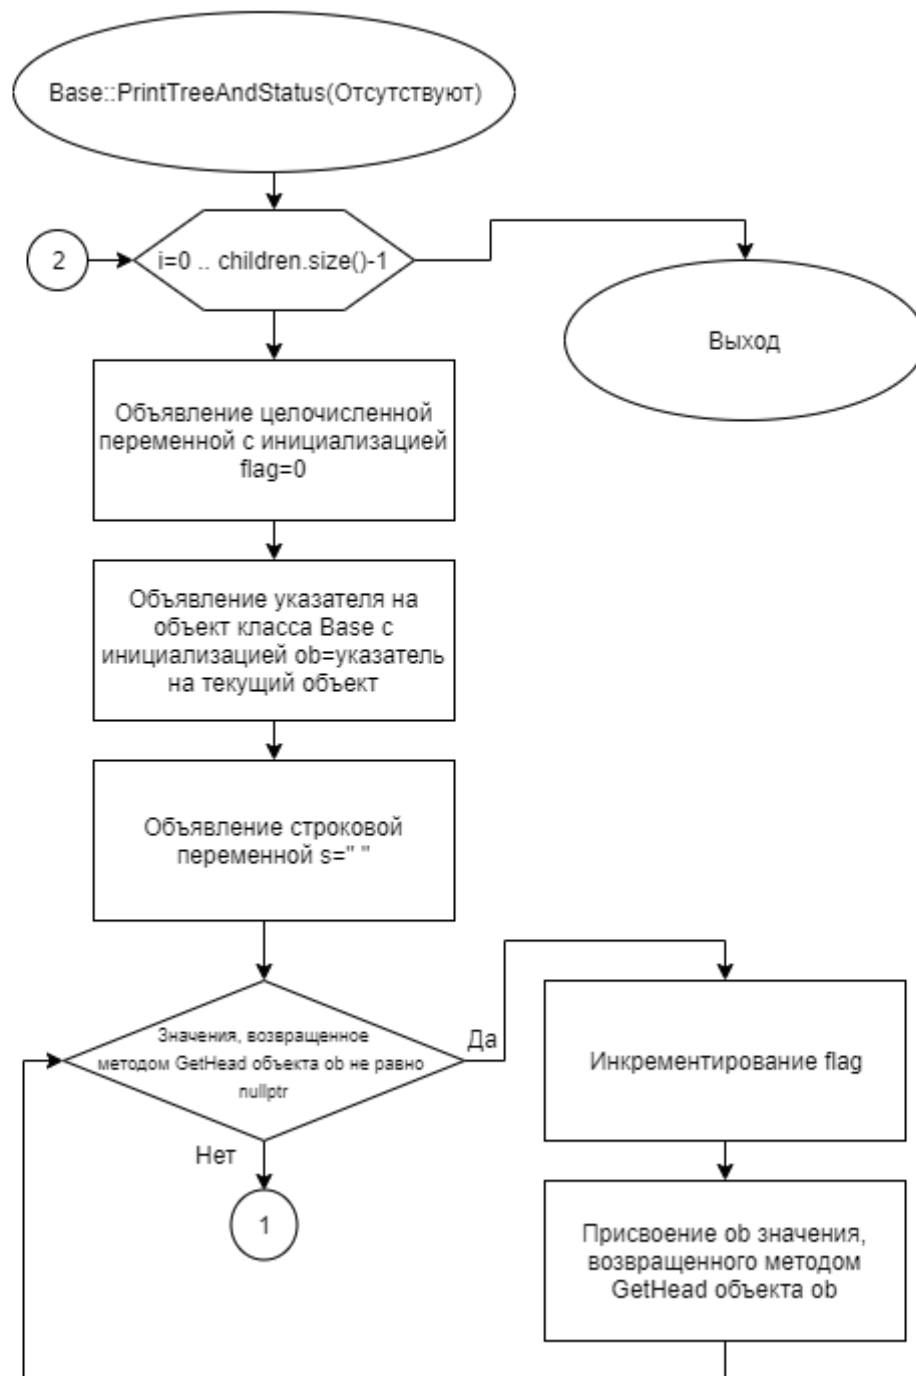 Base::PrintTreeAndStatus(Отсутствуют)
2
i=0 .. children.size()-1
Выход
Объявление целочисленной
переменной с инициализацией
flag=0
Объявление указателя на
объект класса Base с
инициализацией ob=указатель
на текущий объект
Объявление строковой
переменной s=" "
Значения, возвращенное
методом GetHead объекта ob не равно
nullptr
Да
Инкрементирование flag
Нет
1
Присвоение ob значения,
возвращенного методом
GetHead объекта ob